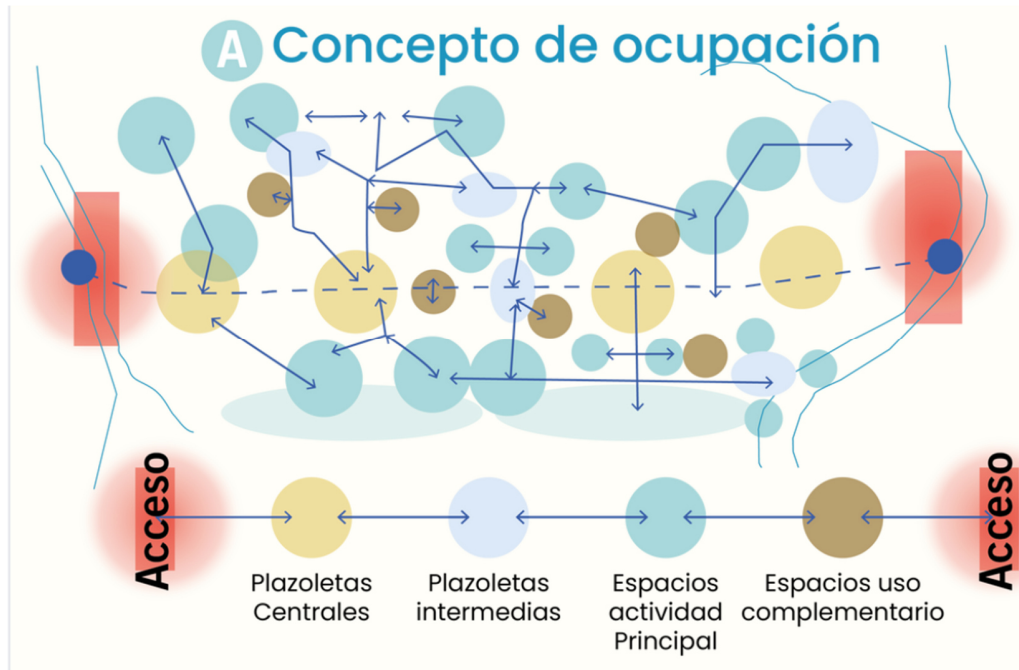 A Concepto de ocupación
Acceso
Acceso
Plazoletas
Centrales
Plazoletas
intermedias
Espacios
actividad
Principal
Espacios uso
complementario